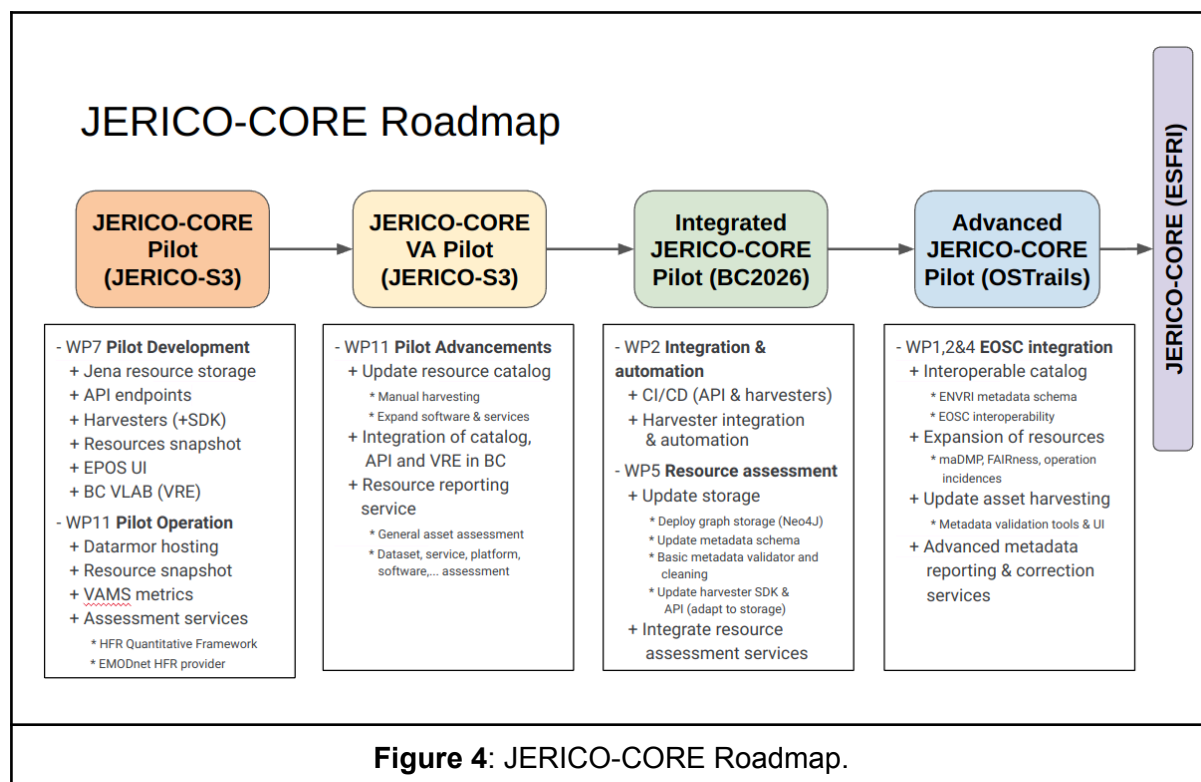 JERICO-CORE Roadmap
JERICO-CORE
Pilot
(JERICO-S3)
JERICO-CORE
VA Pilot
(JERICO-S3)
Integrated
JERICO-CORE
Pilot (BC2026)
Advanced
JERICO-CORE
Pilot (OSTrails)
JERICO-CORE (ESFRI)
- WP7 Pilot Development
+ Jena resource storage
+ API endpoints
+ Harvesters (+SDK)
+ Resources snapshot
+ EPOS UI
+ BC VLAB (VRE)
- WP11 Pilot Operation
+ Datarmor hosting
+ Resource snapshot
+ VAMS metrics
+ Assessment services
* HFR Quantitative Framework
* EMODnet HFR provider
- WP11 Pilot Advancements
+ Update resource catalog
* Manual harvesting
* Expand software & services
+ Integration of catalog,
API and VRE in BC
+ Resource reporting
service
* General asset assessment
* Dataset, service, platform,
software,... assessment
- WP2 Integration &
automation
+ CI/CD (API & harvesters)
+ Harvester integration
& automation
- WP5 Resource assessment
+ Update storage
* Deploy graph storage (Neo4J)
* Update metadata schema
* Basic metadata validator and
cleaning
* Update harvester SDK &
API (adapt to storage)
+ Integrate resource
assessment services
- WP1,2&4 EOSC integration
+ Interoperable catalog
* ENVRI metadata schema
* EOSC interoperability
+ Expansion of resources
* maDMP, FAIRness, operation
incidences
+ Update asset harvesting
* Metadata validation tools & UI
+ Advanced metadata
reporting & correction
services
Figure 4: JERICO-CORE Roadmap.